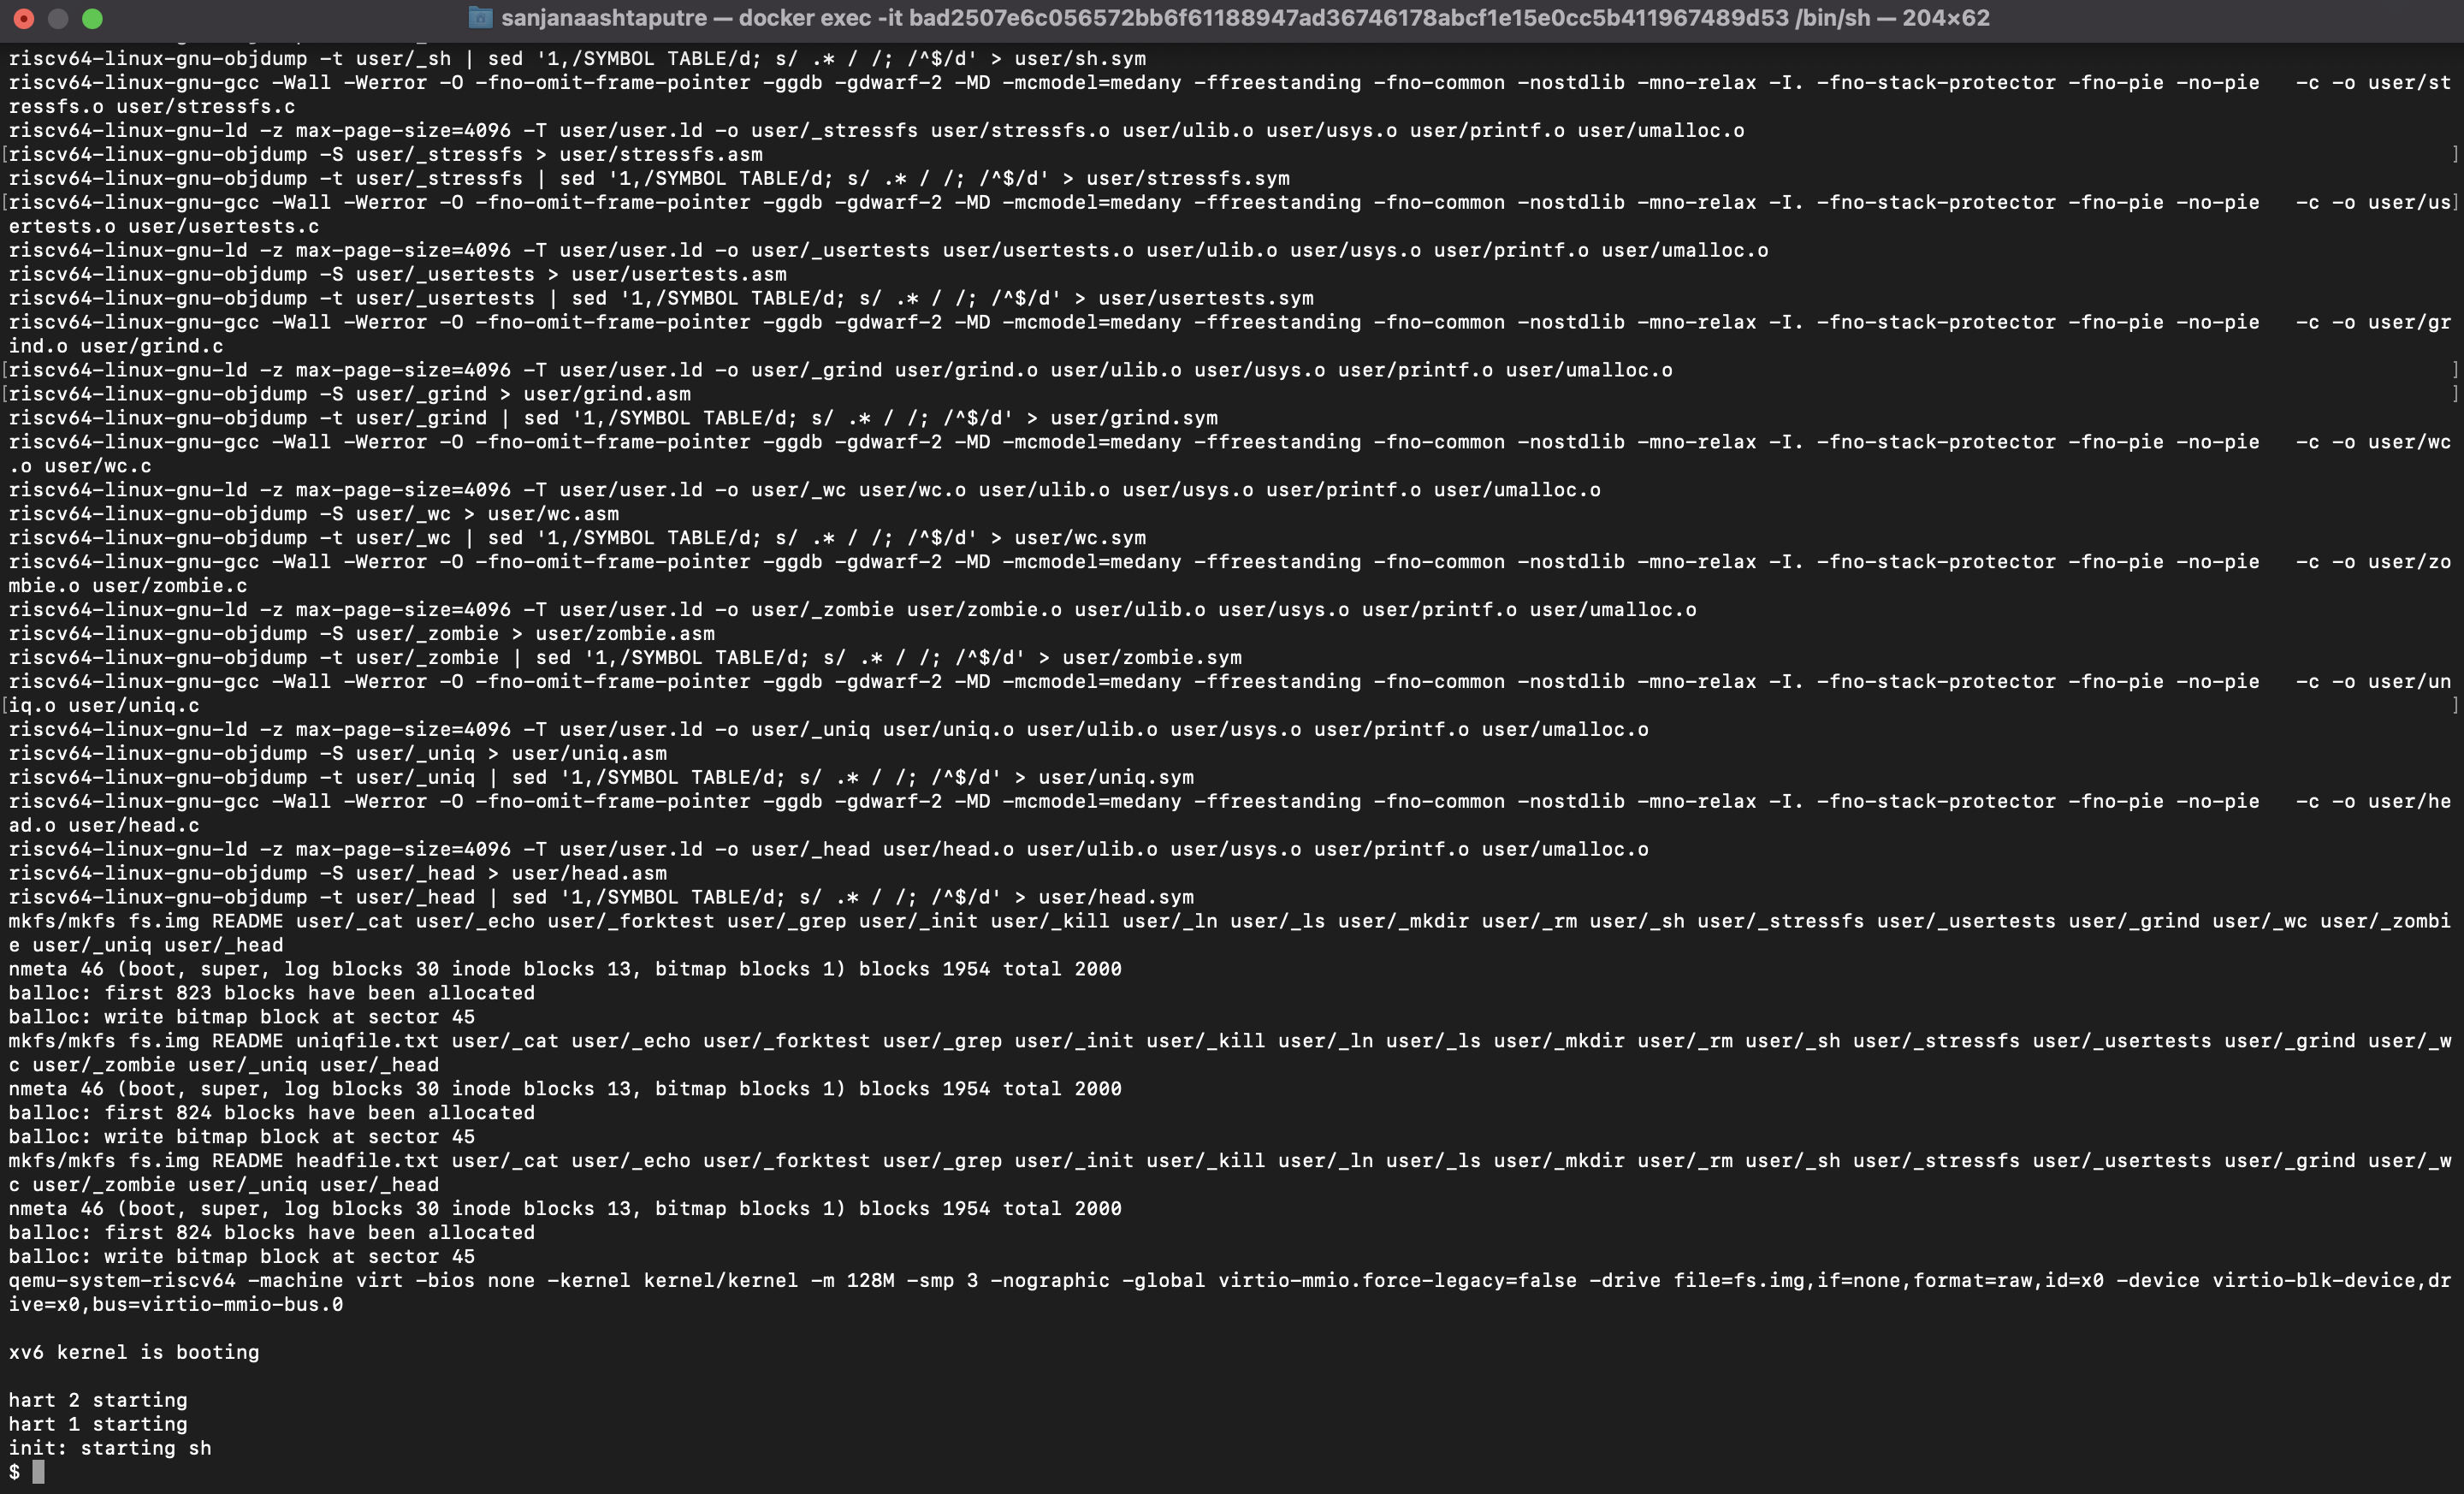 sanjanaashtaputre — docker exec -it bad2507e6c056572bb6f61188947ad36746178abcf1e15e0cc5b411967489d53 /bin/sh — 204×62
riscv64-linux-gnu-objdump -t user/_sh | sed '1,/SYMBOL TABLE/d; s/ .* / /; /^$/d' > user/sh.sym
riscv64-linux-gnu-gcc -Wall -Werror -O -fno-omit-frame-pointer -ggdb -gdwarf-2 -MD -mcmodel=medany -ffreestanding -fno-common -nostdlib -mno-relax -I. -fno-stack-protector -fno-pie -no-pie   -c -o user/st
ressfs.o user/stressfs.c
riscv64-linux-gnu-ld -z max-page-size=4096 -T user/user.ld -o user/_stressfs user/stressfs.o user/ulib.o user/usys.o user/printf.o user/umalloc.o
[riscv64-linux-gnu-objdump -S user/_stressfs > user/stressfs.asm ]
riscv64-linux-gnu-objdump -t user/_stressfs | sed '1,/SYMBOL TABLE/d; s/ .* / /; /^$/d' > user/stressfs.sym
[riscv64-linux-gnu-gcc -Wall -Werror -O -fno-omit-frame-pointer -ggdb -gdwarf-2 -MD -mcmodel=medany -ffreestanding -fno-common -nostdlib -mno-relax -I. -fno-stack-protector -fno-pie -no-pie   -c -o user/us]
ertests.o user/usertests.c
riscv64-linux-gnu-ld -z max-page-size=4096 -T user/user.ld -o user/_usertests user/usertests.o user/ulib.o user/usys.o user/printf.o user/umalloc.o
riscv64-linux-gnu-objdump -S user/_usertests > user/usertests.asm
riscv64-linux-gnu-objdump -t user/_usertests | sed '1,/SYMBOL TABLE/d; s/ .* / /; /^$/d' > user/usertests.sym
riscv64-linux-gnu-gcc -Wall -Werror -O -fno-omit-frame-pointer -ggdb -gdwarf-2 -MD -mcmodel=medany -ffreestanding -fno-common -nostdlib -mno-relax -I. -fno-stack-protector -fno-pie -no-pie   -c -o user/gr
ind.o user/grind.c
[riscv64-linux-gnu-ld -z max-page-size=4096 -T user/user.ld -o user/_grind user/grind.o user/ulib.o user/usys.o user/printf.o user/umalloc.o ]
[riscv64-linux-gnu-objdump -S user/_grind > user/grind.asm ]
riscv64-linux-gnu-objdump -t user/_grind | sed '1,/SYMBOL TABLE/d; s/ .* / /; /^$/d' > user/grind.sym
riscv64-linux-gnu-gcc -Wall -Werror -O -fno-omit-frame-pointer -ggdb -gdwarf-2 -MD -mcmodel=medany -ffreestanding -fno-common -nostdlib -mno-relax -I. -fno-stack-protector -fno-pie -no-pie   -c -o user/wc
.o user/wc.c
riscv64-linux-gnu-ld -z max-page-size=4096 -T user/user.ld -o user/_wc user/wc.o user/ulib.o user/usys.o user/printf.o user/umalloc.o
riscv64-linux-gnu-objdump -S user/_wc > user/wc.asm
riscv64-linux-gnu-objdump -t user/_wc | sed '1,/SYMBOL TABLE/d; s/ .* / /; /^$/d' > user/wc.sym
riscv64-linux-gnu-gcc -Wall -Werror -O -fno-omit-frame-pointer -ggdb -gdwarf-2 -MD -mcmodel=medany -ffreestanding -fno-common -nostdlib -mno-relax -I. -fno-stack-protector -fno-pie -no-pie   -c -o user/zo
mbie.o user/zombie.c
riscv64-linux-gnu-ld -z max-page-size=4096 -T user/user.ld -o user/_zombie user/zombie.o user/ulib.o user/usys.o user/printf.o user/umalloc.o
riscv64-linux-gnu-objdump -S user/_zombie > user/zombie.asm
riscv64-linux-gnu-objdump -t user/_zombie | sed '1,/SYMBOL TABLE/d; s/ .* / /; /^$/d' > user/zombie.sym
riscv64-linux-gnu-gcc -Wall -Werror -O -fno-omit-frame-pointer -ggdb -gdwarf-2 -MD -mcmodel=medany -ffreestanding -fno-common -nostdlib -mno-relax -I. -fno-stack-protector -fno-pie -no-pie   -c -o user/un
[iq.o user/uniq.c ]
riscv64-linux-gnu-ld -z max-page-size=4096 -T user/user.ld -o user/_uniq user/uniq.o user/ulib.o user/usys.o user/printf.o user/umalloc.o
riscv64-linux-gnu-objdump -S user/_uniq > user/uniq.asm
riscv64-linux-gnu-objdump -t user/_uniq | sed '1,/SYMBOL TABLE/d; s/ .* / /; /^$/d' > user/uniq.sym
riscv64-linux-gnu-gcc -Wall -Werror -O -fno-omit-frame-pointer -ggdb -gdwarf-2 -MD -mcmodel=medany -ffreestanding -fno-common -nostdlib -mno-relax -I. -fno-stack-protector -fno-pie -no-pie   -c -o user/he
ad.o user/head.c
riscv64-linux-gnu-ld -z max-page-size=4096 -T user/user.ld -o user/_head user/head.o user/ulib.o user/usys.o user/printf.o user/umalloc.o
riscv64-linux-gnu-objdump -S user/_head > user/head.asm
riscv64-linux-gnu-objdump -t user/_head | sed '1,/SYMBOL TABLE/d; s/ .* / /; /^$/d' > user/head.sym
mkfs/mkfs fs.img README user/_cat user/_echo user/_forktest user/_grep user/_init user/_kill user/_ln user/_ls user/_mkdir user/_rm user/_sh user/_stressfs user/_usertests user/_grind user/_wc user/_zombi
e user/_uniq user/_head
nmeta 46 (boot, super, log blocks 30 inode blocks 13, bitmap blocks 1) blocks 1954 total 2000
balloc: first 823 blocks have been allocated
balloc: write bitmap block at sector 45
mkfs/mkfs fs.img README uniqfile.txt user/_cat user/_echo user/_forktest user/_grep user/_init user/_kill user/_ln user/_ls user/_mkdir user/_rm user/_sh user/_stressfs user/_usertests user/_grind user/_w
c user/_zombie user/_uniq user/_head
nmeta 46 (boot, super, log blocks 30 inode blocks 13, bitmap blocks 1) blocks 1954 total 2000
balloc: first 824 blocks have been allocated
balloc: write bitmap block at sector 45
mkfs/mkfs fs.img README headfile.txt user/_cat user/_echo user/_forktest user/_grep user/_init user/_kill user/_ln user/_ls user/_mkdir user/_rm user/_sh user/_stressfs user/_usertests user/_grind user/_w
c user/_zombie user/_uniq user/_head
nmeta 46 (boot, super, log blocks 30 inode blocks 13, bitmap blocks 1) blocks 1954 total 2000
balloc: first 824 blocks have been allocated
balloc: write bitmap block at sector 45
qemu-system-riscv64 -machine virt -bios none -kernel kernel/kernel -m 128M -smp 3 -nographic -global virtio-mmio.force-legacy=false -drive file=fs.img,if=none,format=raw,id=x0 -device virtio-blk-device,dr
ive=x0,bus=virtio-mmio-bus.0
xv6 kernel is booting
hart 2 starting
hart 1 starting
init: starting sh
$